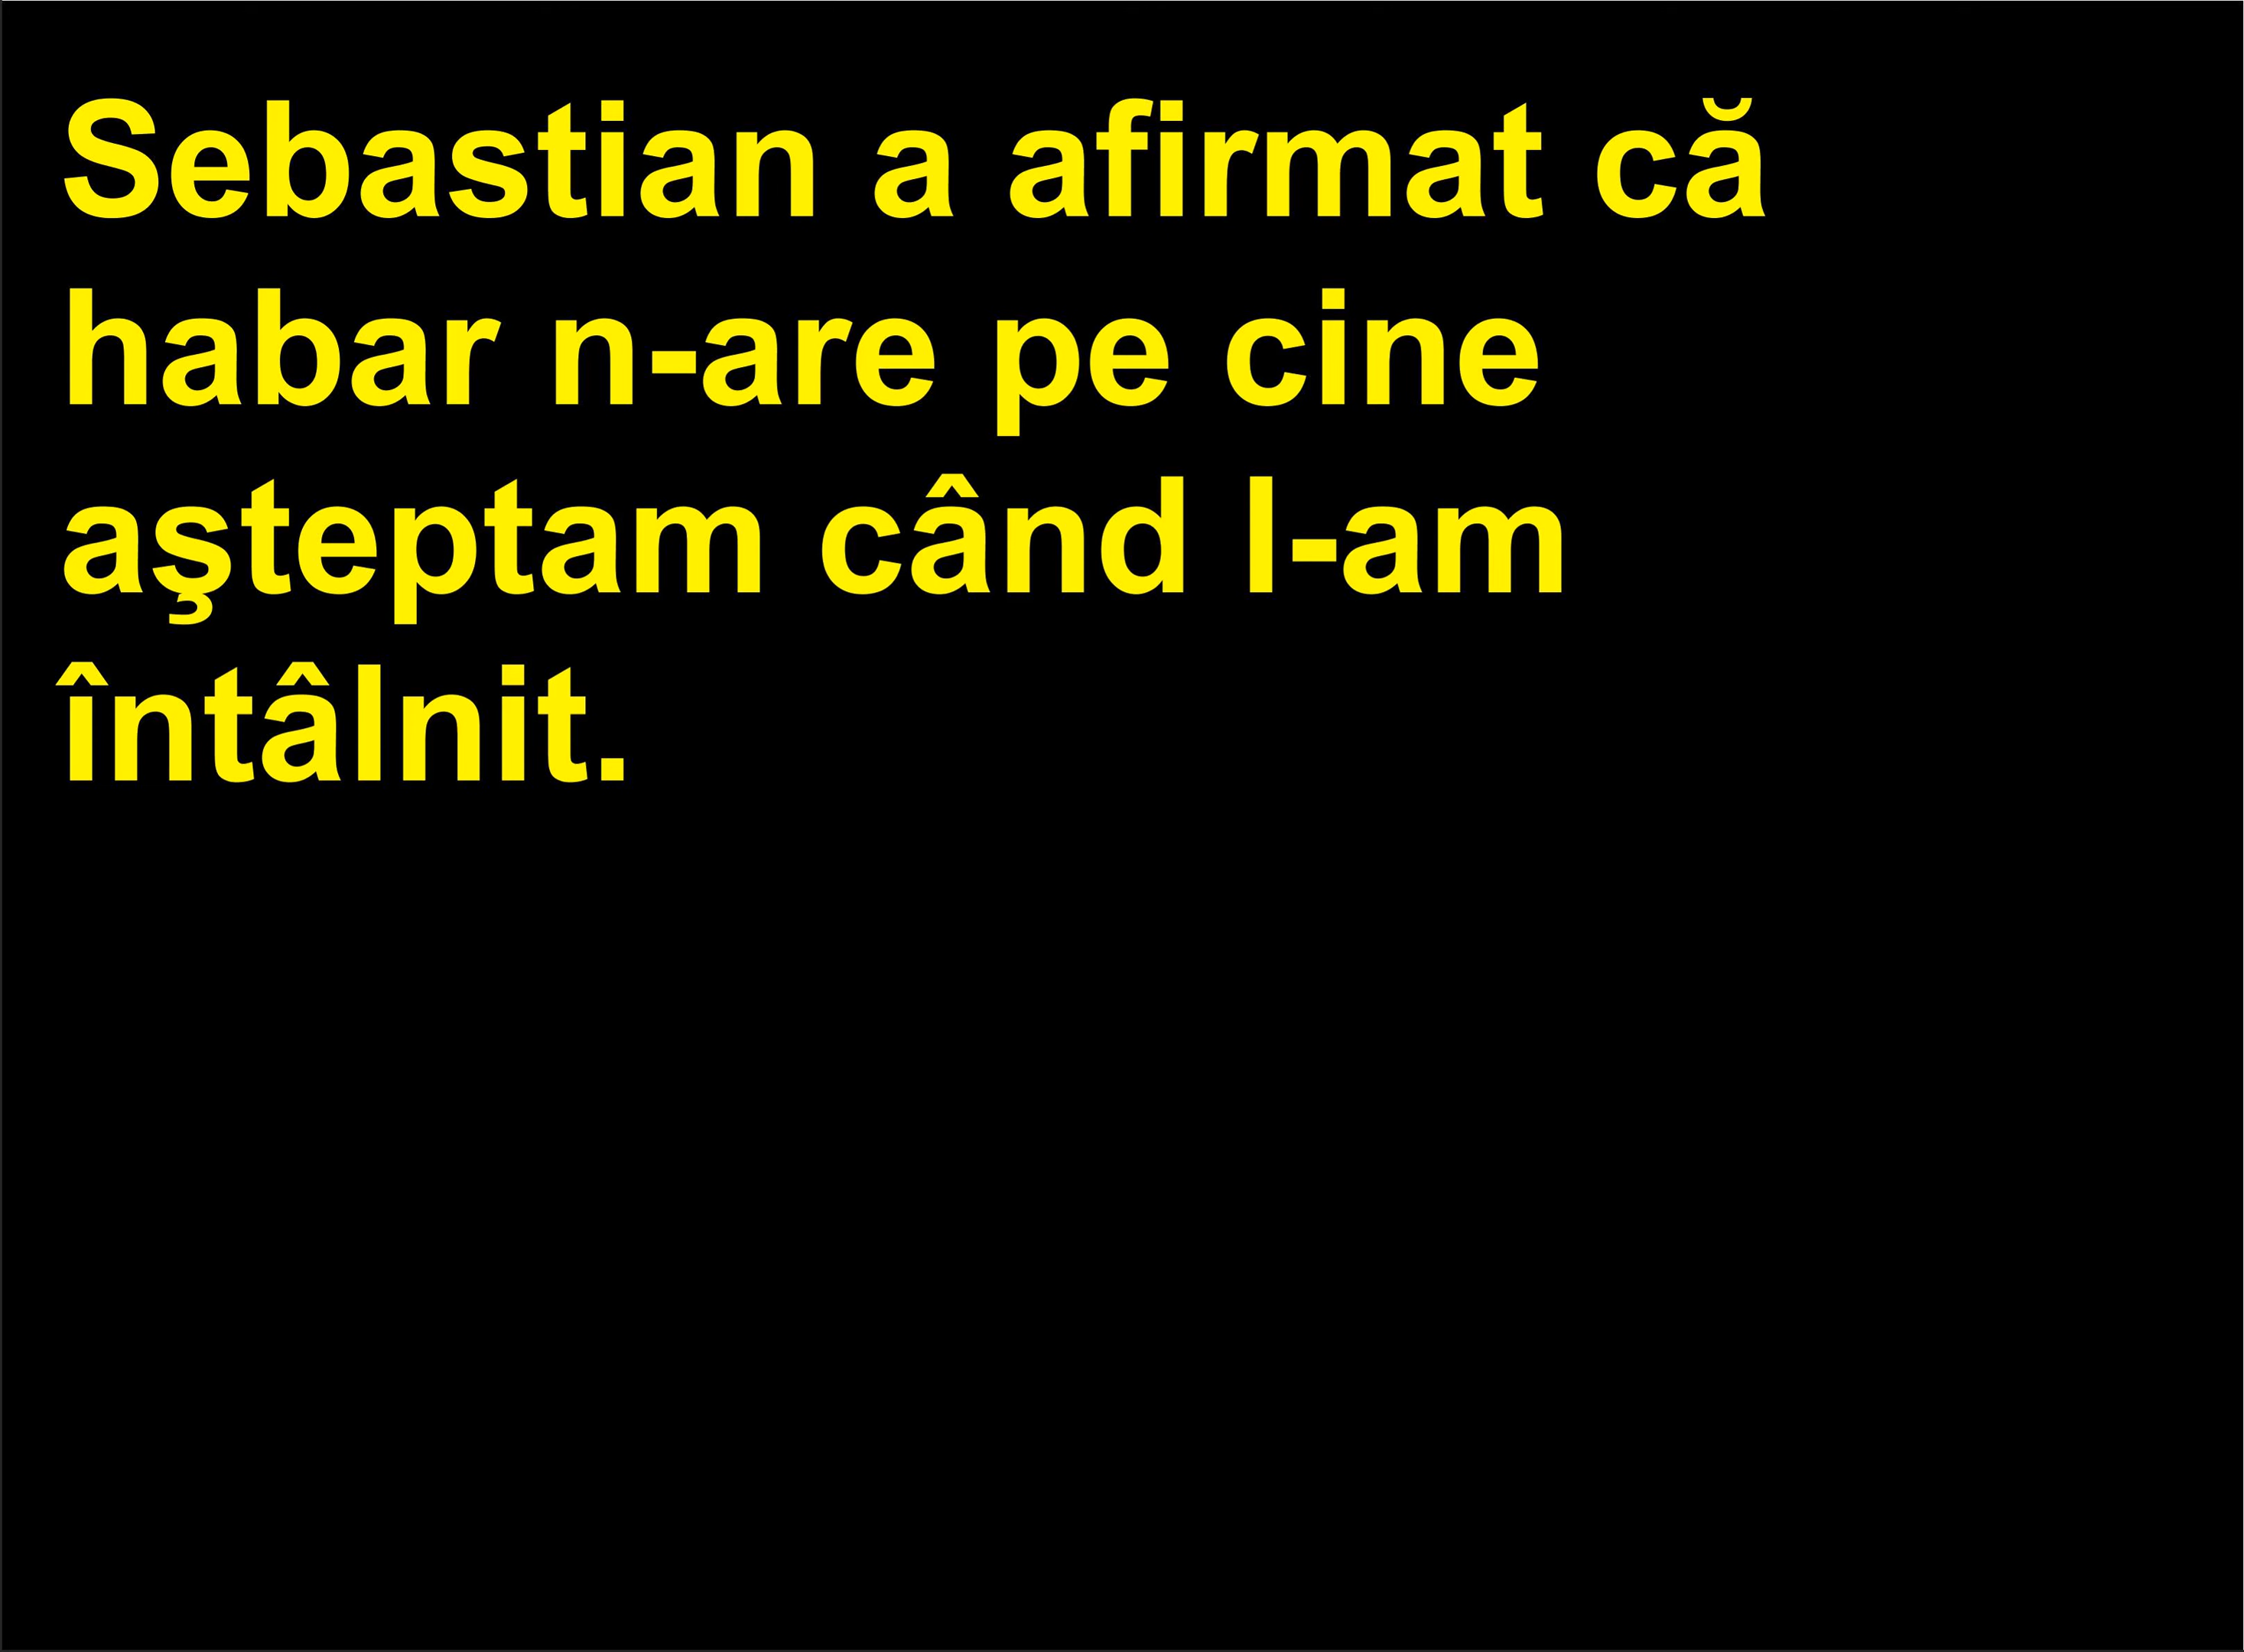 Sebastian a afirmat că
habar n-are pe cine
aşteptam când l-am
întâlnit.